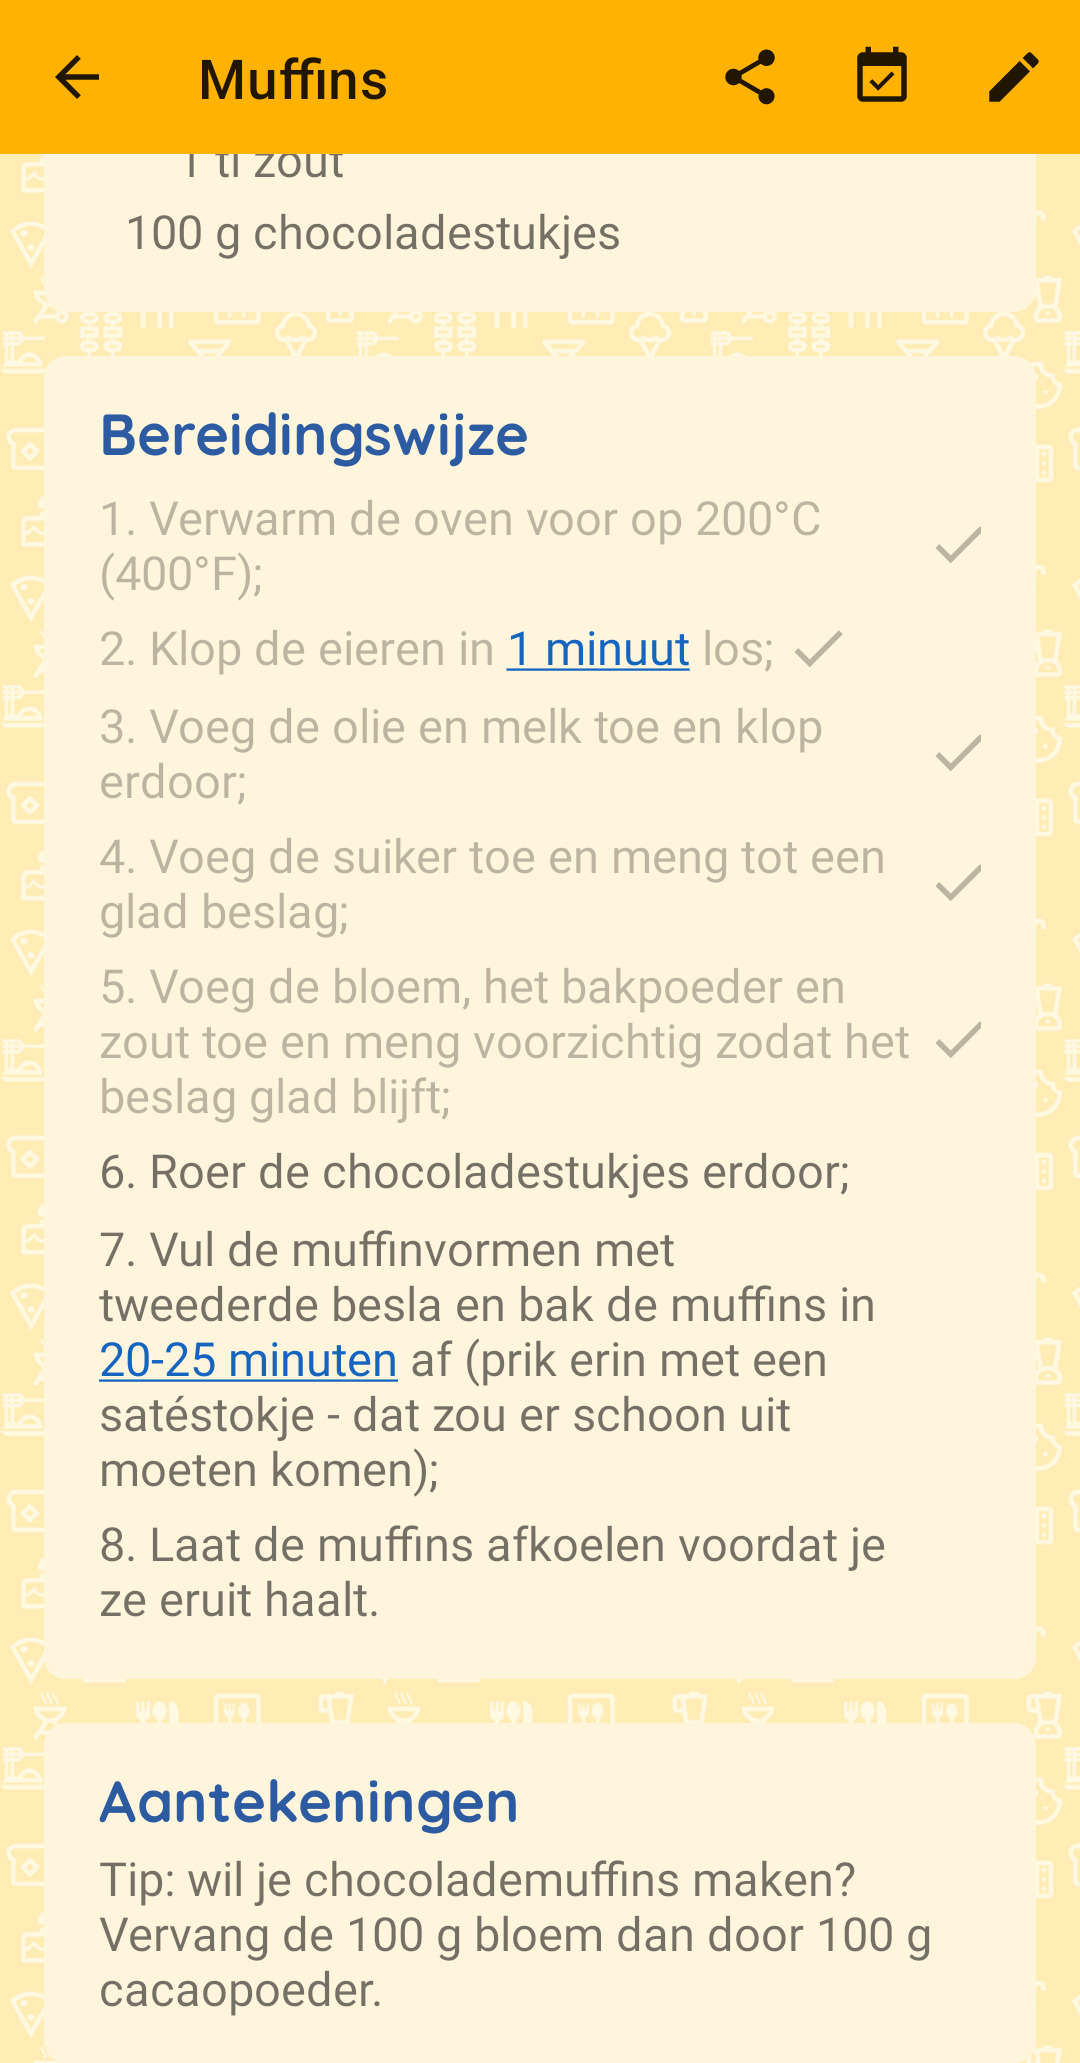 Muffins
1 tl zout
100 g chocoladestukjes
Bereidingswijze
1. Verwarm de oven voor op 200°C
(400°F);
2. Klop de eieren in 1 minuut los;
3. Voeg de olie en melk toe en klop
erdoor;
4. Voeg de suiker toe en meng tot een
glad beslag;
5. Voeg de bloem, het bakpoeder en
zout toe en meng voorzichtig zodat het
beslag glad blijft;
6. Roer de chocoladestukjes erdoor;
7. Vul de muffinvormen met
tweederde besla en bak de muffins in
20-25 minuten af (prik erin met een
satéstokje - dat zou er schoon uit
moeten komen);
8. Laat de muffins afkoelen voordat je
ze eruit haalt.
Aantekeningen
Tip: wil je chocolademuffins maken?
Vervang de 100 g bloem dan door 100 g
cacaopoeder.